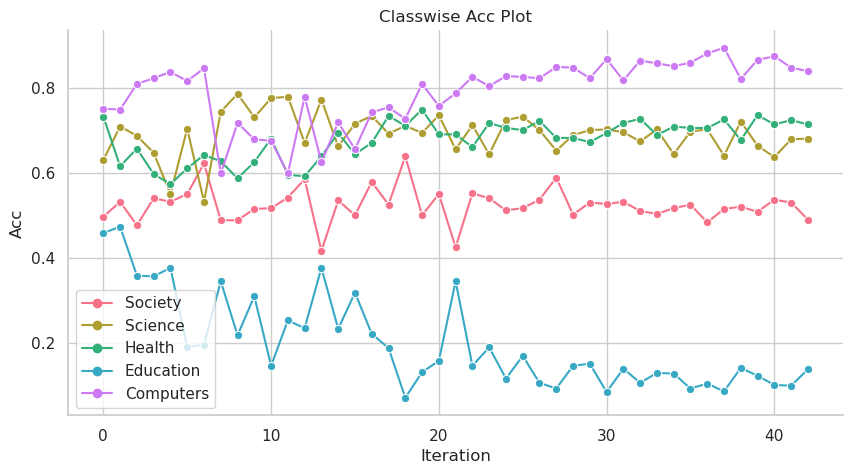 Classwise Acc Plot
Acc
0.8
0.6
0.4
0.2
Society
Science
Health
Education
Computers
0
10
20
30
40
Iteration